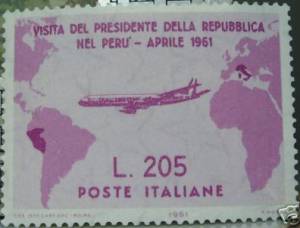 VISITA DEL PRESIDENTE DELLA REPUBBLICA
NEL PERU' - APRILE 1961
L. 205
POSTE ITALIANE
1961